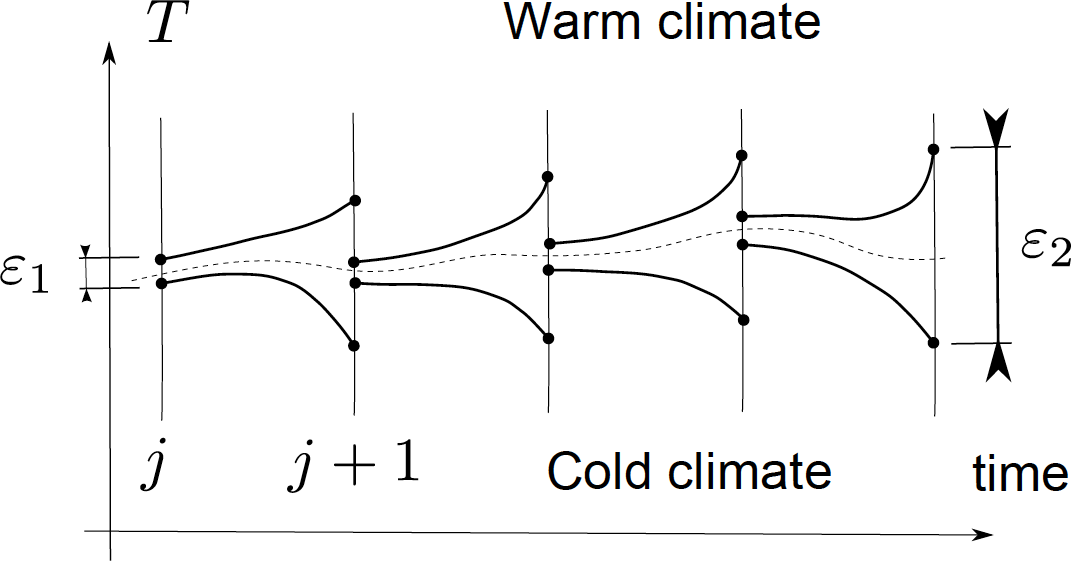 T
Warm climate
ε₁
ε₂
j
j + 1
Cold climate
time